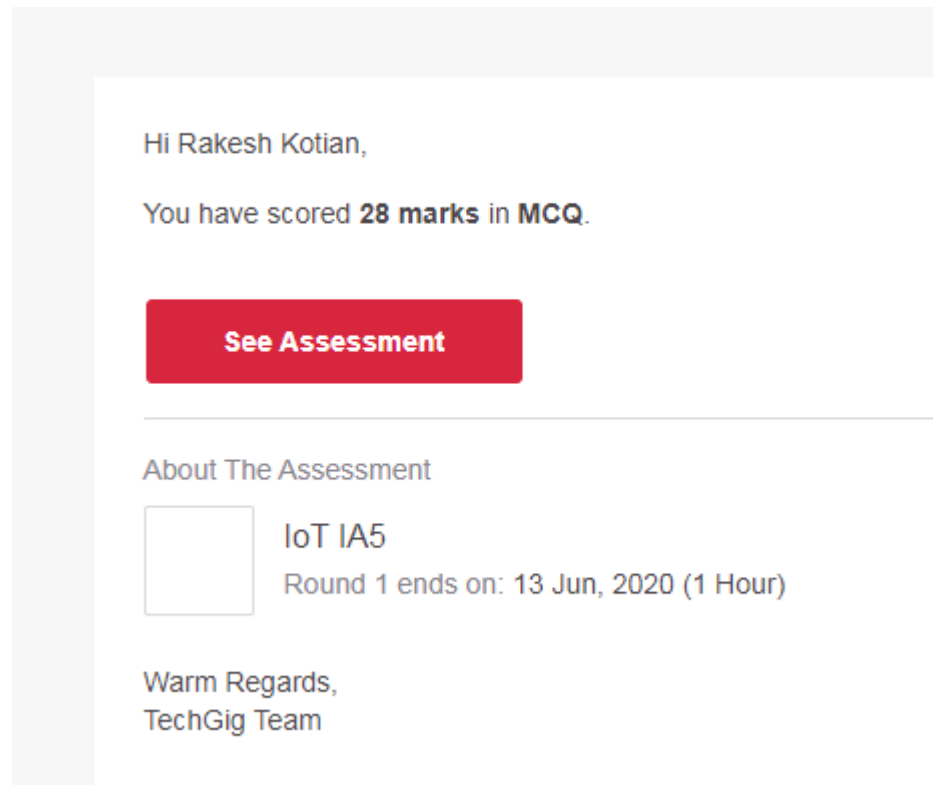 Hi Rakesh Kotian,
You have scored 28 marks in MCQ.
See Assessment
About The Assessment
IoT IA5
Round 1 ends on: 13 Jun, 2020 (1 Hour)
Warm Regards,
TechGig Team